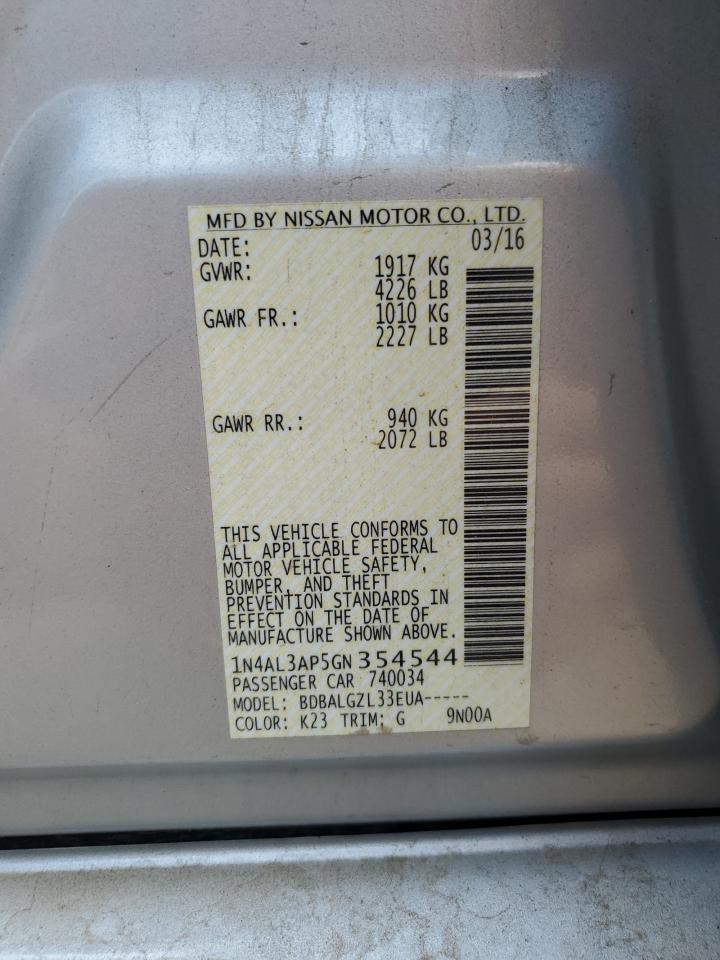 MFD BY NISSAN MOTOR CO., LTD.
DATE: 03/16
GVWR: 1917 KG
4226 LB
GAWR FR.: 1010 KG
2227 LB
GAWR RR.: 940 KG
2072 LB
THIS VEHICLE CONFORMS TO
ALL APPLICABLE FEDERAL
MOTOR VEHICLE SAFETY,
BUMPER, AND THEFT
PREVENTION STANDARDS IN
EFFECT ON THE DATE OF
MANUFACTURE SHOWN ABOVE.
1N4AL3AP5GN 354544
PASSENGER CAR 740034
MODEL: BDBALGZL33EUA-----
COLOR: K23 TRIM: G 9N00A